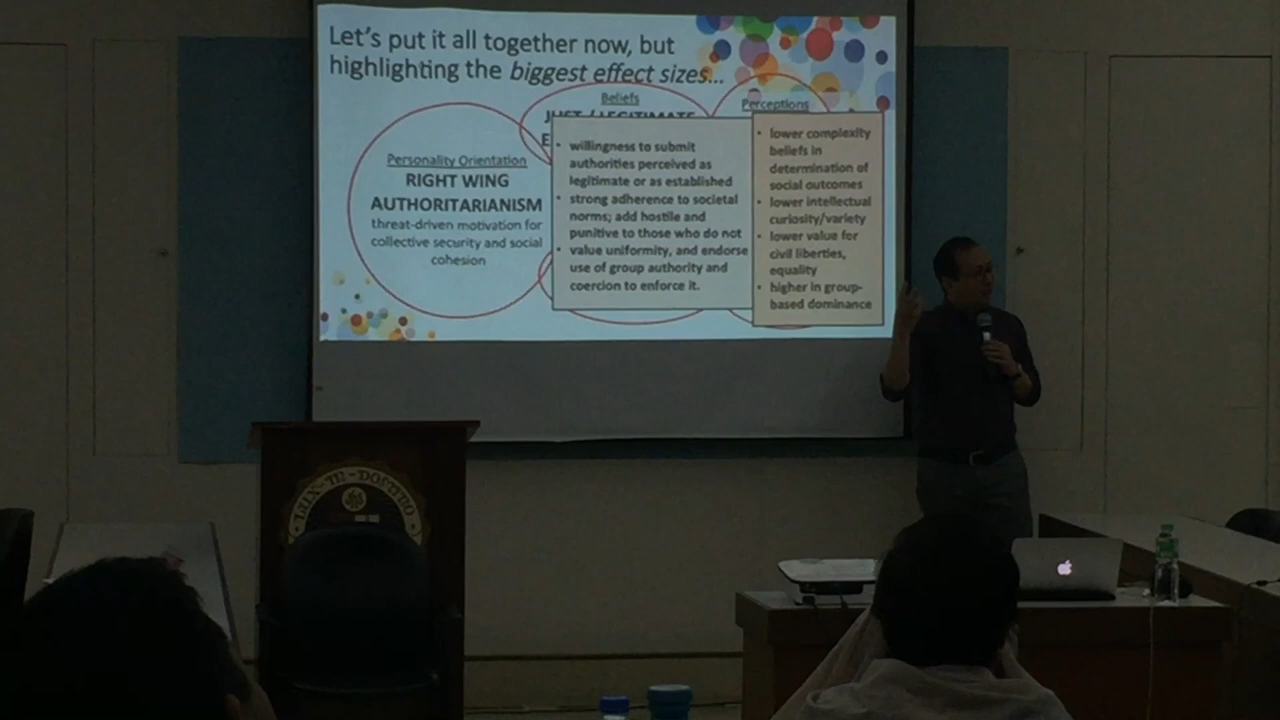 Let's put it all together now, but
highlighting the biggest effect sizes...
Beliefs
Perceptions
Personality Orientation
RIGHT WING
AUTHORITARIANISM
threat-driven motivation for
collective security and social
cohesion
• willingness to submit
authorities perceived as
legitimate or as established
• strong adherence to societal
norms; add hostile and
punitive to those who do not
• value uniformity, and endorse
use of group authority and
coercion to enforce it.
• lower complexity
beliefs in
determination of
social outcomes
• lower intellectual
curiosity/variety
• lower value for
civil liberties,
equality
• higher in group-
based dominance